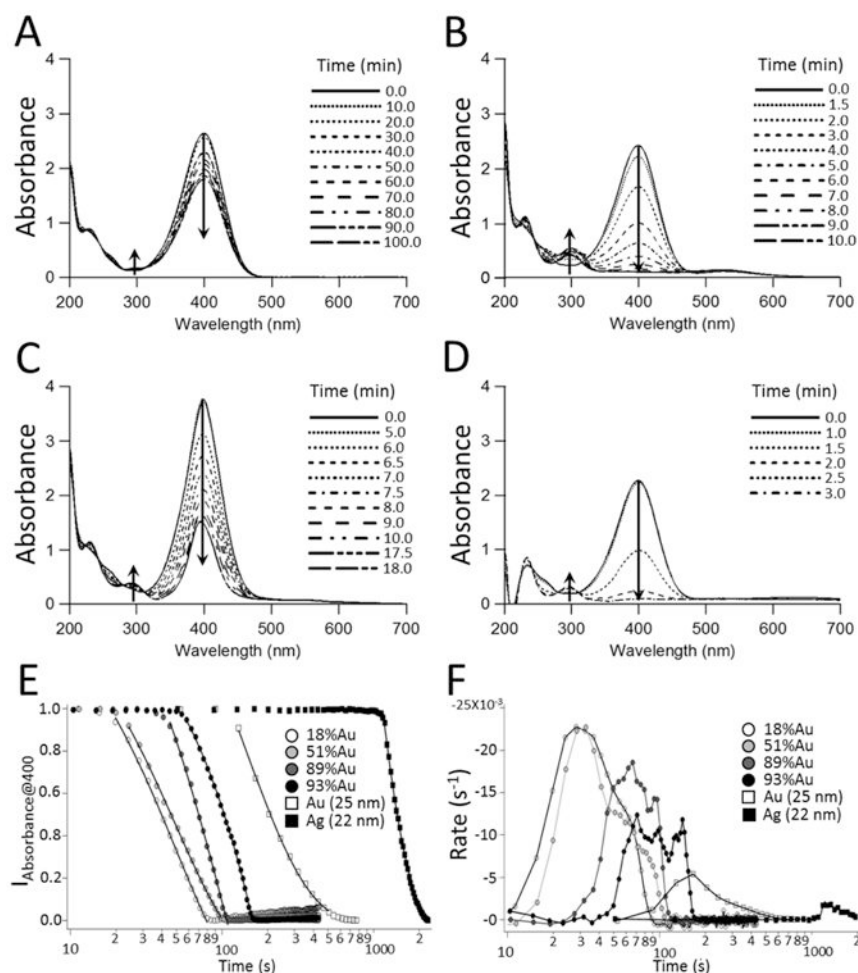 A
Absorbance
4
3
2
1
0
200 300 400 500 600 700
Wavelength (nm)
Time (min)
0.0
10.0
20.0
30.0
40.0
50.0
60.0
70.0
80.0
90.0
100.0
B
Absorbance
4
3
2
1
0
200 300 400 500 600 700
Wavelength (nm)
Time (min)
0.0
1.5
2.0
3.0
4.0
5.0
6.0
7.0
8.0
9.0
10.0
C
Absorbance
4
3
2
1
0
200 300 400 500 600 700
Wavelength (nm)
Time (min)
0.0
5.0
6.0
6.5
7.0
7.5
8.0
9.0
10.0
17.5
18.0
D
Absorbance
4
3
2
1
0
200 300 400 500 600 700
Wavelength (nm)
Time (min)
0.0
1.0
1.5
2.0
2.5
3.0
E
IAbsorbance@400
1.0
0.8
0.6
0.4
0.2
0.0
10 2 3 4 5 6 7 8 9 100 2 3 4 5 6 7 8 9 1000 2
Time (s)
18%Au
51%Au
89%Au
93%Au
Au (25 nm)
Ag (22 nm)
F
Rate (s⁻¹)
-25X10⁻³
-20
-15
-10
-5
-0
10 2 3 4 5 6 7 8 9 100 2 3 4 5 6 7 8 9 1000 2
Time (s)
18%Au
51%Au
89%Au
93%Au
Au (25 nm)
Ag (22 nm)